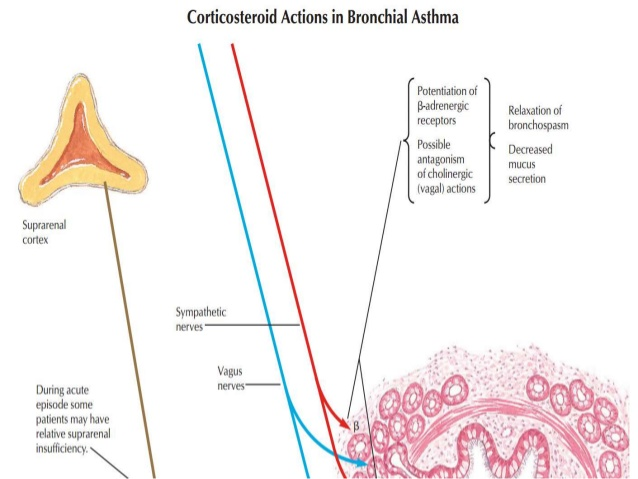 Corticosteroid Actions in Bronchial Asthma
Potentiation of
β-adrenergic
receptors
Possible
antagonism
of cholinergic
(vagal) actions
Relaxation of
bronchospasm
Decreased
mucus
secretion
Suprarenal
cortex
Sympathetic
nerves
Vagus
nerves
During acute
episode some
patients may have
relative suprarenal
insufficiency.
β